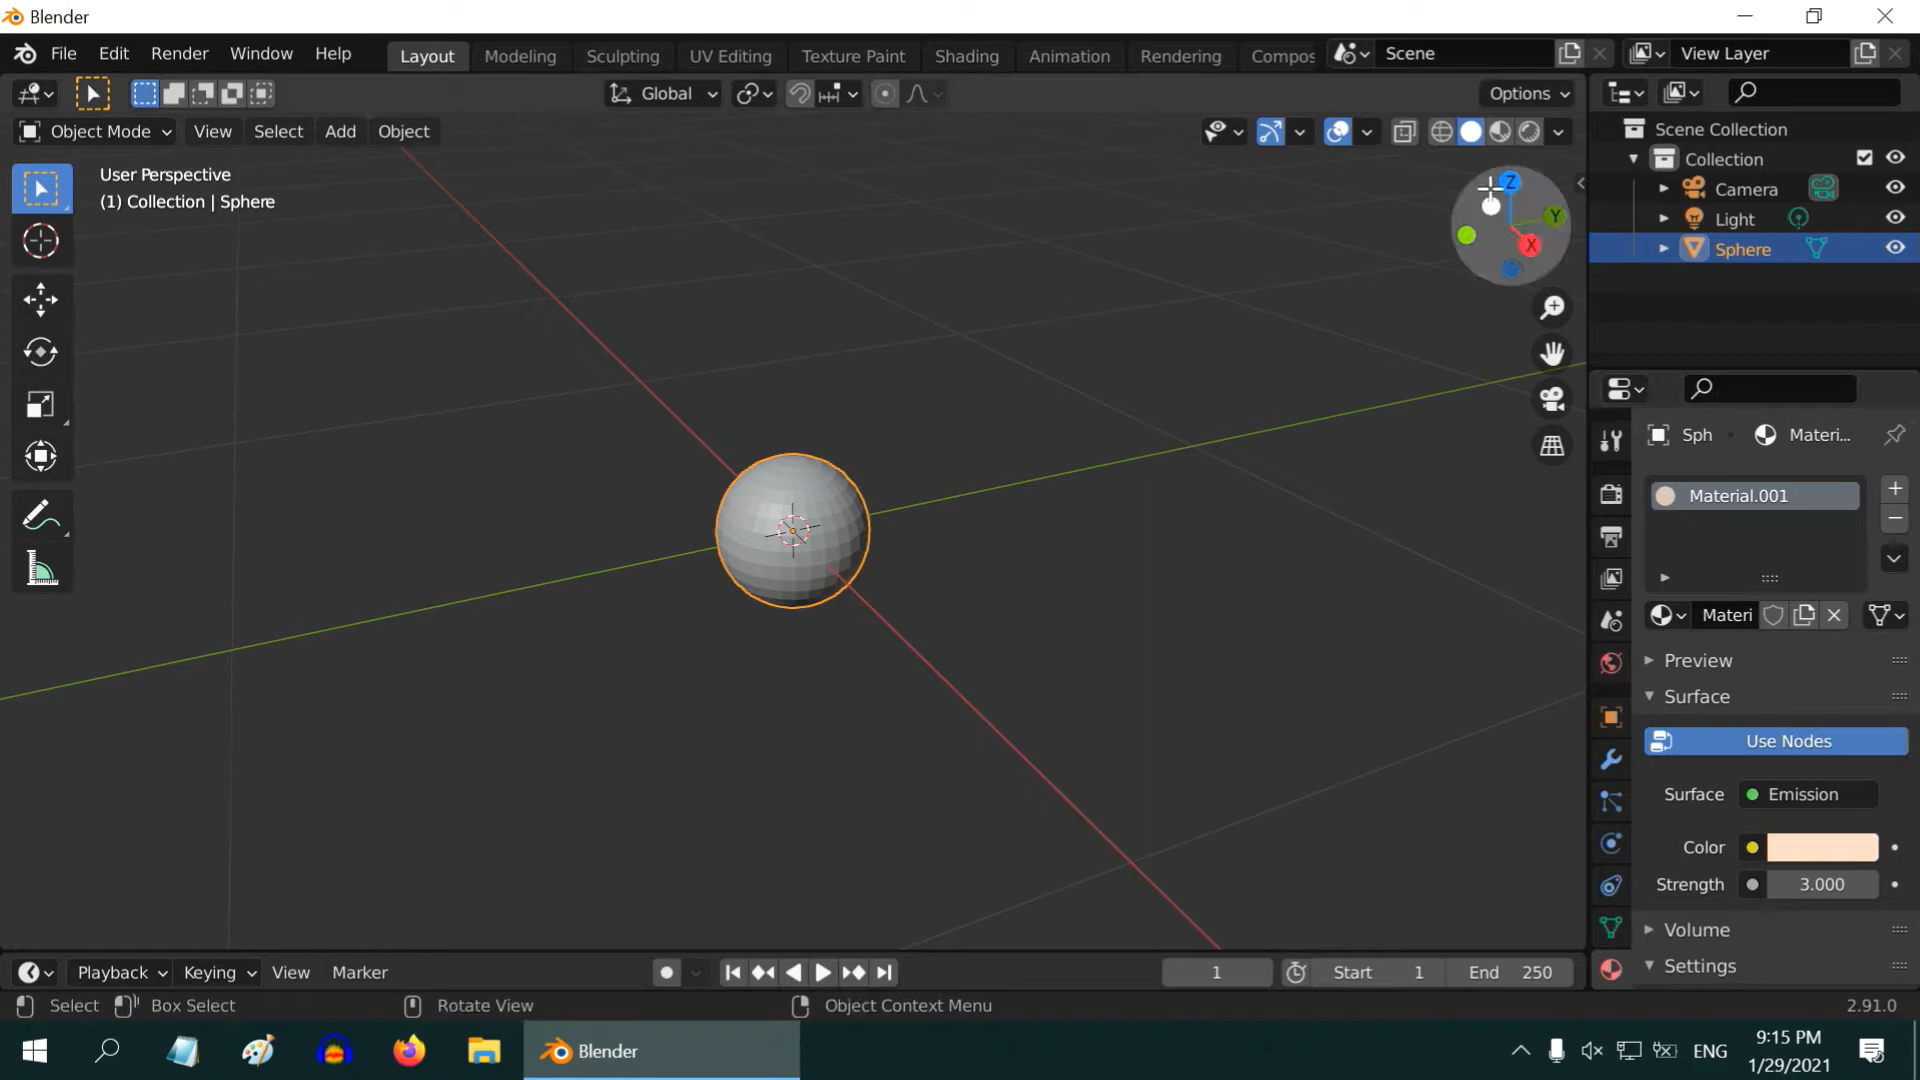 Blender
File Edit Render Window Help Layout Modeling Sculpting UV Editing Texture Paint Shading Animation Rendering Compos Scene View Layer
Global Options
Object Mode View Select Add Object
Scene Collection
Collection
Camera
Light
Sphere
User Perspective
(1) Collection | Sphere
Z
Y
X
Sph Materi...
Material.001
Materi
Preview
Surface
Use Nodes
Surface Emission
Color
Strength 3.000
Volume
Settings
Playback Keying View Marker 1 Start 1 End 250
Select Box Select Rotate View Object Context Menu 2.91.0
Blender ENG 9:15 PM
1/29/2021